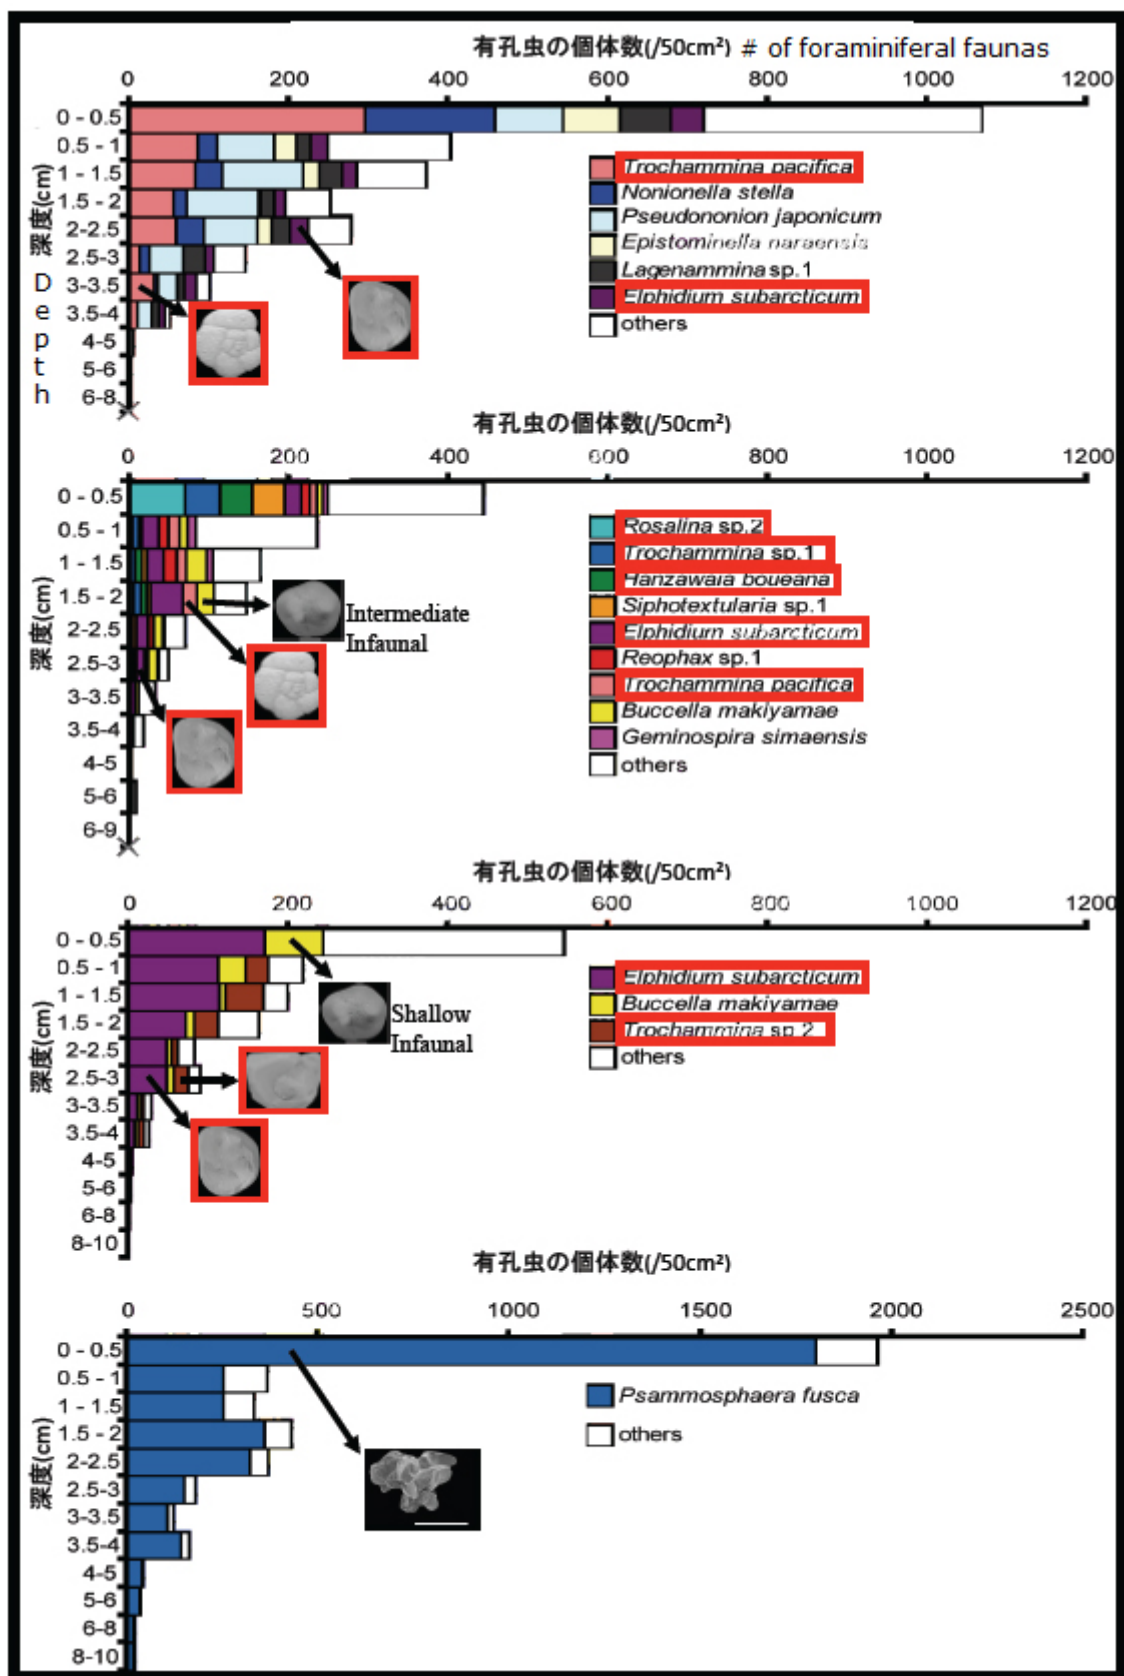 有孔虫の個体数(/50cm²) # of foraminiferal faunas
0 200 400 600 800 1000 1200
深度(cm)
Depth
0 - 0.5
0.5 - 1
1 - 1.5
1.5 - 2
2-2.5
2.5-3
3-3.5
3.5-4
4-5
5-6
6-8
Trochammina pacifica
Nonionella stella
Pseudononion japonicum
Epistominella naraensis
Lagenammina sp.1
Elphidium subarcticum
others
有孔虫の個体数(/50cm²)
0 200 400 600 800 1000 1200
深度(cm)
0 - 0.5
0.5 - 1
1 - 1.5
1.5 - 2
2-2.5
2.5-3
3-3.5
3.5-4
4-5
5-6
6-9
Intermediate
Infaunal
Rosalina sp.2
Trochammina sp.1
Hanzawaia boueana
Siphotextularia sp.1
Elphidium subarcticum
Reophax sp.1
Trochammina pacifica
Buccella makiyamae
Geminospira simaensis
others
有孔虫の個体数(/50cm²)
0 200 400 600 800 1000 1200
深度(cm)
0 - 0.5
0.5 - 1
1 - 1.5
1.5 - 2
2-2.5
2.5-3
3-3.5
3.5-4
4-5
5-6
6-8
8-10
Shallow
Infaunal
Elphidium subarcticum
Buccella makiyamae
Trochammina sp.2
others
有孔虫の個体数(/50cm²)
0 500 1000 1500 2000 2500
深度(cm)
0 - 0.5
0.5 - 1
1 - 1.5
1.5 - 2
2-2.5
2.5-3
3-3.5
3.5-4
4-5
5-6
6-8
8-10
Psammosphaera fusca
others